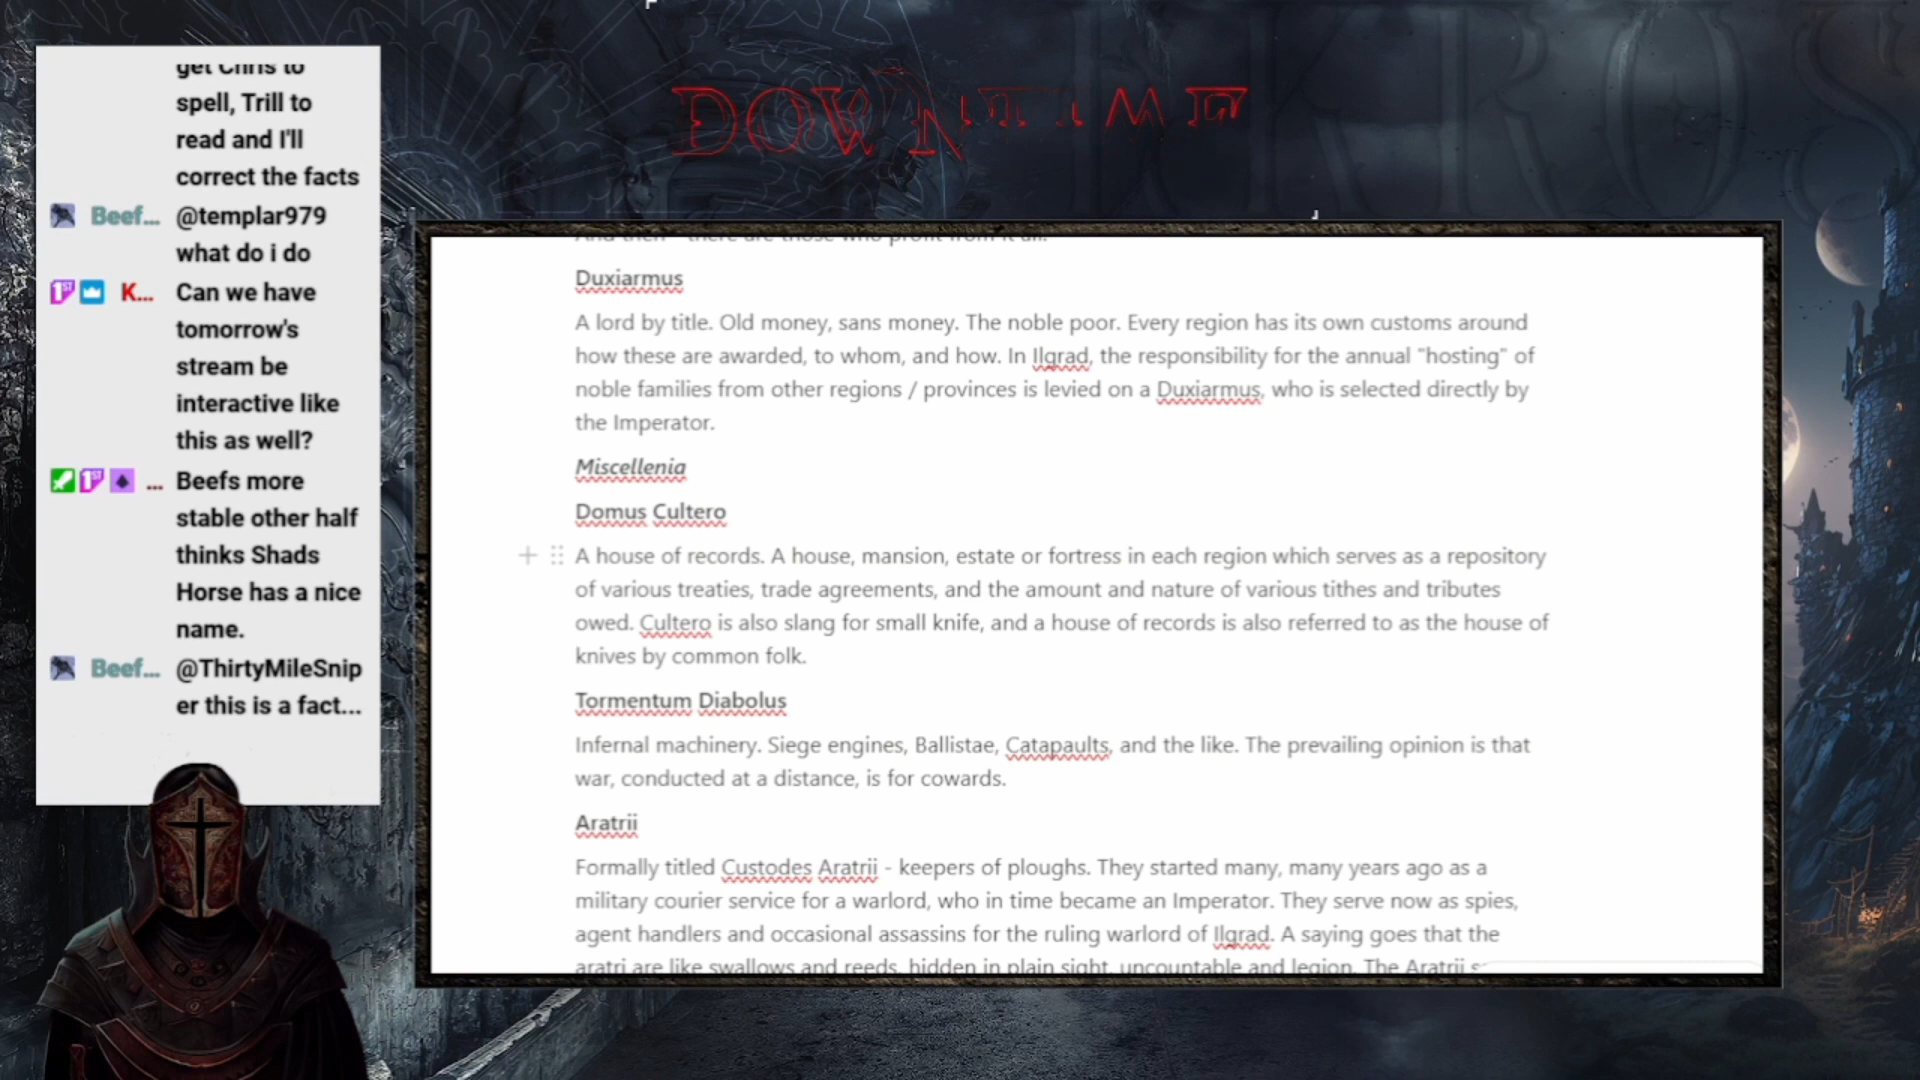 DOWNTIME
get Chris to
spell, Trill to
read and I'll
correct the facts
Beef... @templar979
what do i do
K... Can we have
tomorrow's
stream be
interactive like
this as well?
... Beefs more
stable other half
thinks Shads
Horse has a nice
name.
Beef... @ThirtyMileSnip
er this is a fact...
And then - there are those who profit from it all.
Duxiarmus
A lord by title. Old money, sans money. The noble poor. Every region has its own customs around
how these are awarded, to whom, and how. In Ilgrad, the responsibility for the annual "hosting" of
noble families from other regions / provinces is levied on a Duxiarmus, who is selected directly by
the Imperator.
Miscellenia
Domus Cultero
A house of records. A house, mansion, estate or fortress in each region which serves as a repository
of various treaties, trade agreements, and the amount and nature of various tithes and tributes
owed. Cultero is also slang for small knife, and a house of records is also referred to as the house of
knives by common folk.
Tormentum Diabolus
Infernal machinery. Siege engines, Ballistae, Catapaults, and the like. The prevailing opinion is that
war, conducted at a distance, is for cowards.
Aratrii
Formally titled Custodes Aratrii - keepers of ploughs. They started many, many years ago as a
military courier service for a warlord, who in time became an Imperator. They serve now as spies,
agent handlers and occasional assassins for the ruling warlord of Ilgrad. A saying goes that the
aratri are like swallows and reeds, hidden in plain sight, uncountable and legion. The Aratrii